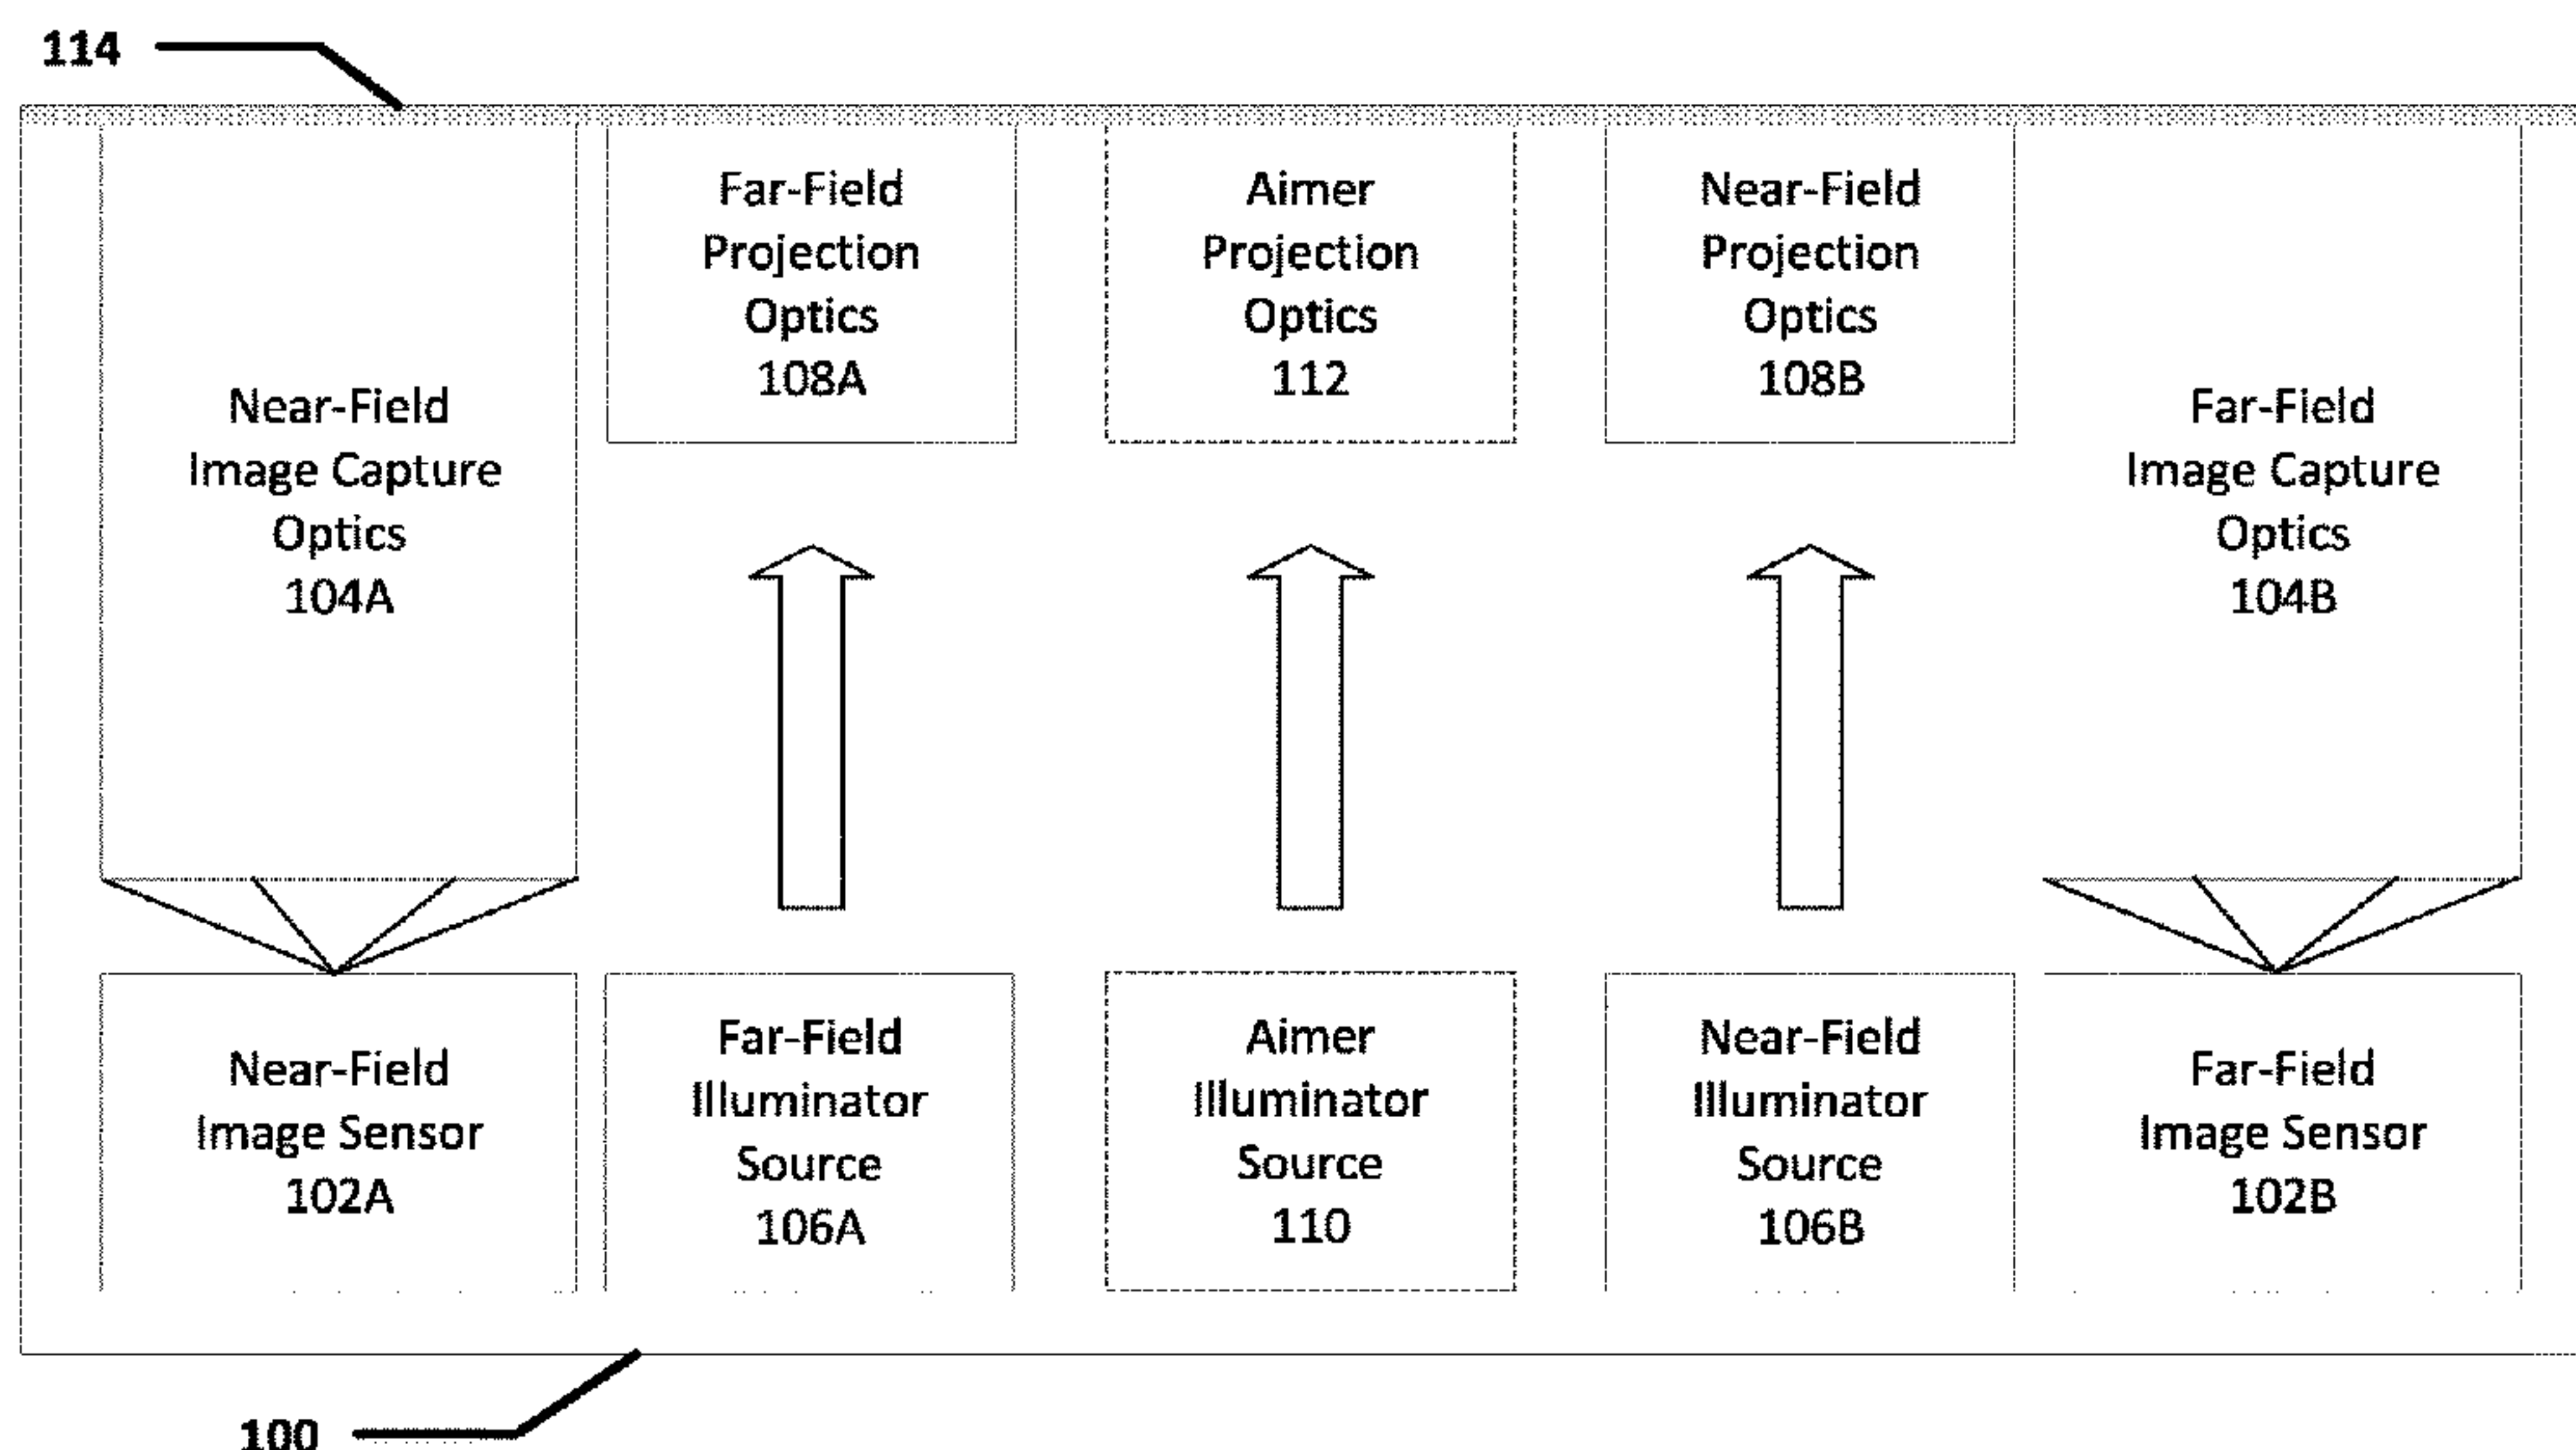 114
Near-Field
Image Capture
Optics
104A
Far-Field
Projection
Optics
108A
Aimer
Projection
Optics
112
Near-Field
Projection
Optics
108B
Far-Field
Image Capture
Optics
104B
Near-Field
Image Sensor
102A
Far-Field
Illuminator
Source
106A
Aimer
Illuminator
Source
110
Near-Field
Illuminator
Source
106B
Far-Field
Image Sensor
102B
100